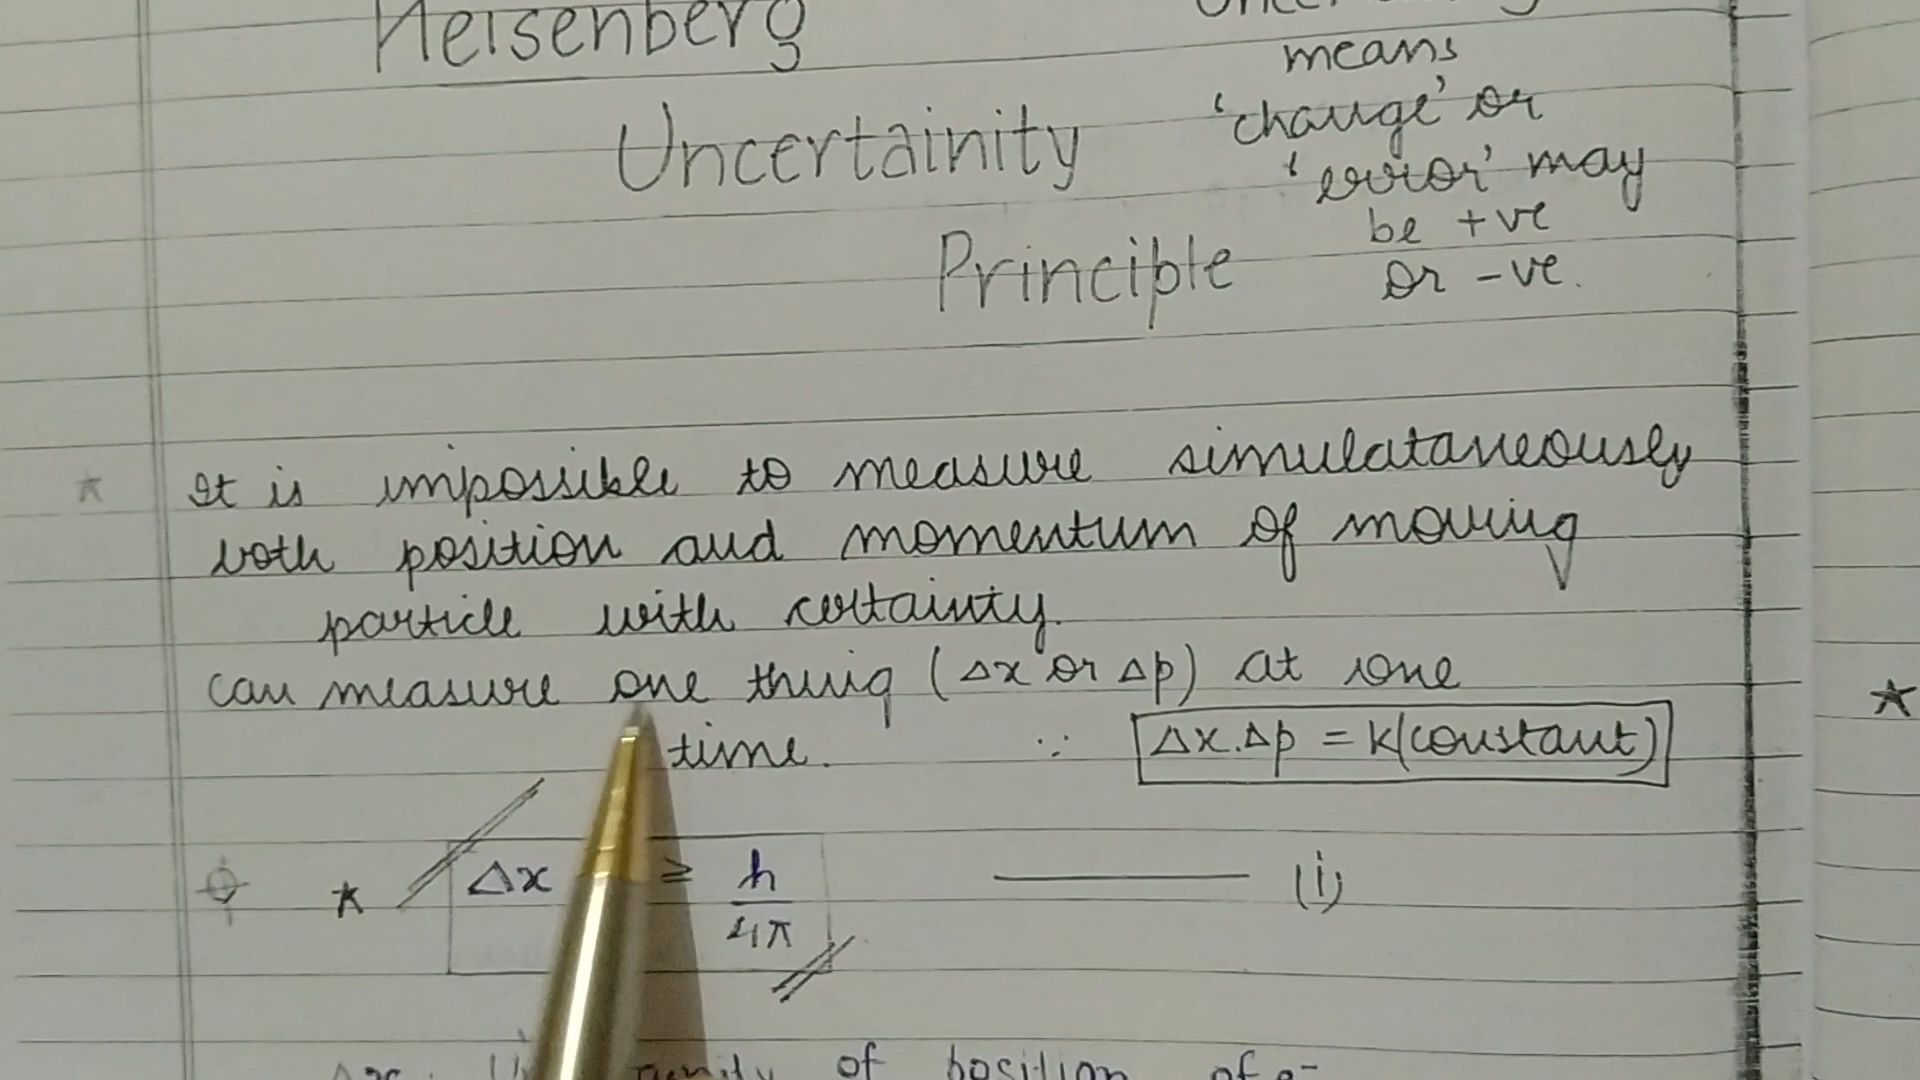 Heisenberg
Uncertainity
Principle
means
'change' or
'error' may
be +ve
or -ve.
It is impossible to measure simulataneously
both position and momentum of moving
particle with certainty.
can measure one thing (Δx or Δp) at one
time. ∵ Δx.Δp = k(constant)
Δx ≥ h/4π (i)
of position of e-